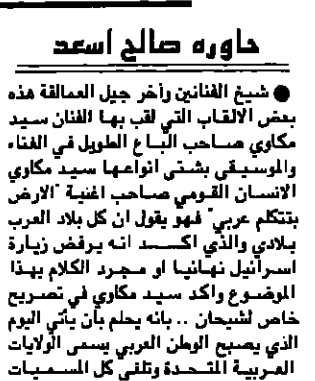 حاوره صالح اسعد
● شيخ الفنانين وأخر جيل العمالقة هذه
بعض الالقاب التي لقب بها الفنان سيد
مكاوي صاحب الباع الطويل في الغناء
والموسيقى بشتى انواعها سيد مكاوي
الانسان القومي صاحب اغنية "الارض
بتتكلم عربي" فهو يقول ان كل بلاد العرب
بلادي والذي اكسد انه يرفض زيارة
اسرائيل نهائيا او مجرد الكلام بهذا
الموضوع واكد سيد مكاوي في تصريح
خاص لشيحان .. بانه يحلم بأن يأتي اليوم
الذي يصبح الوطن العربي يسمى الولايات
العربية المتحدة وتلغى كل المسميات